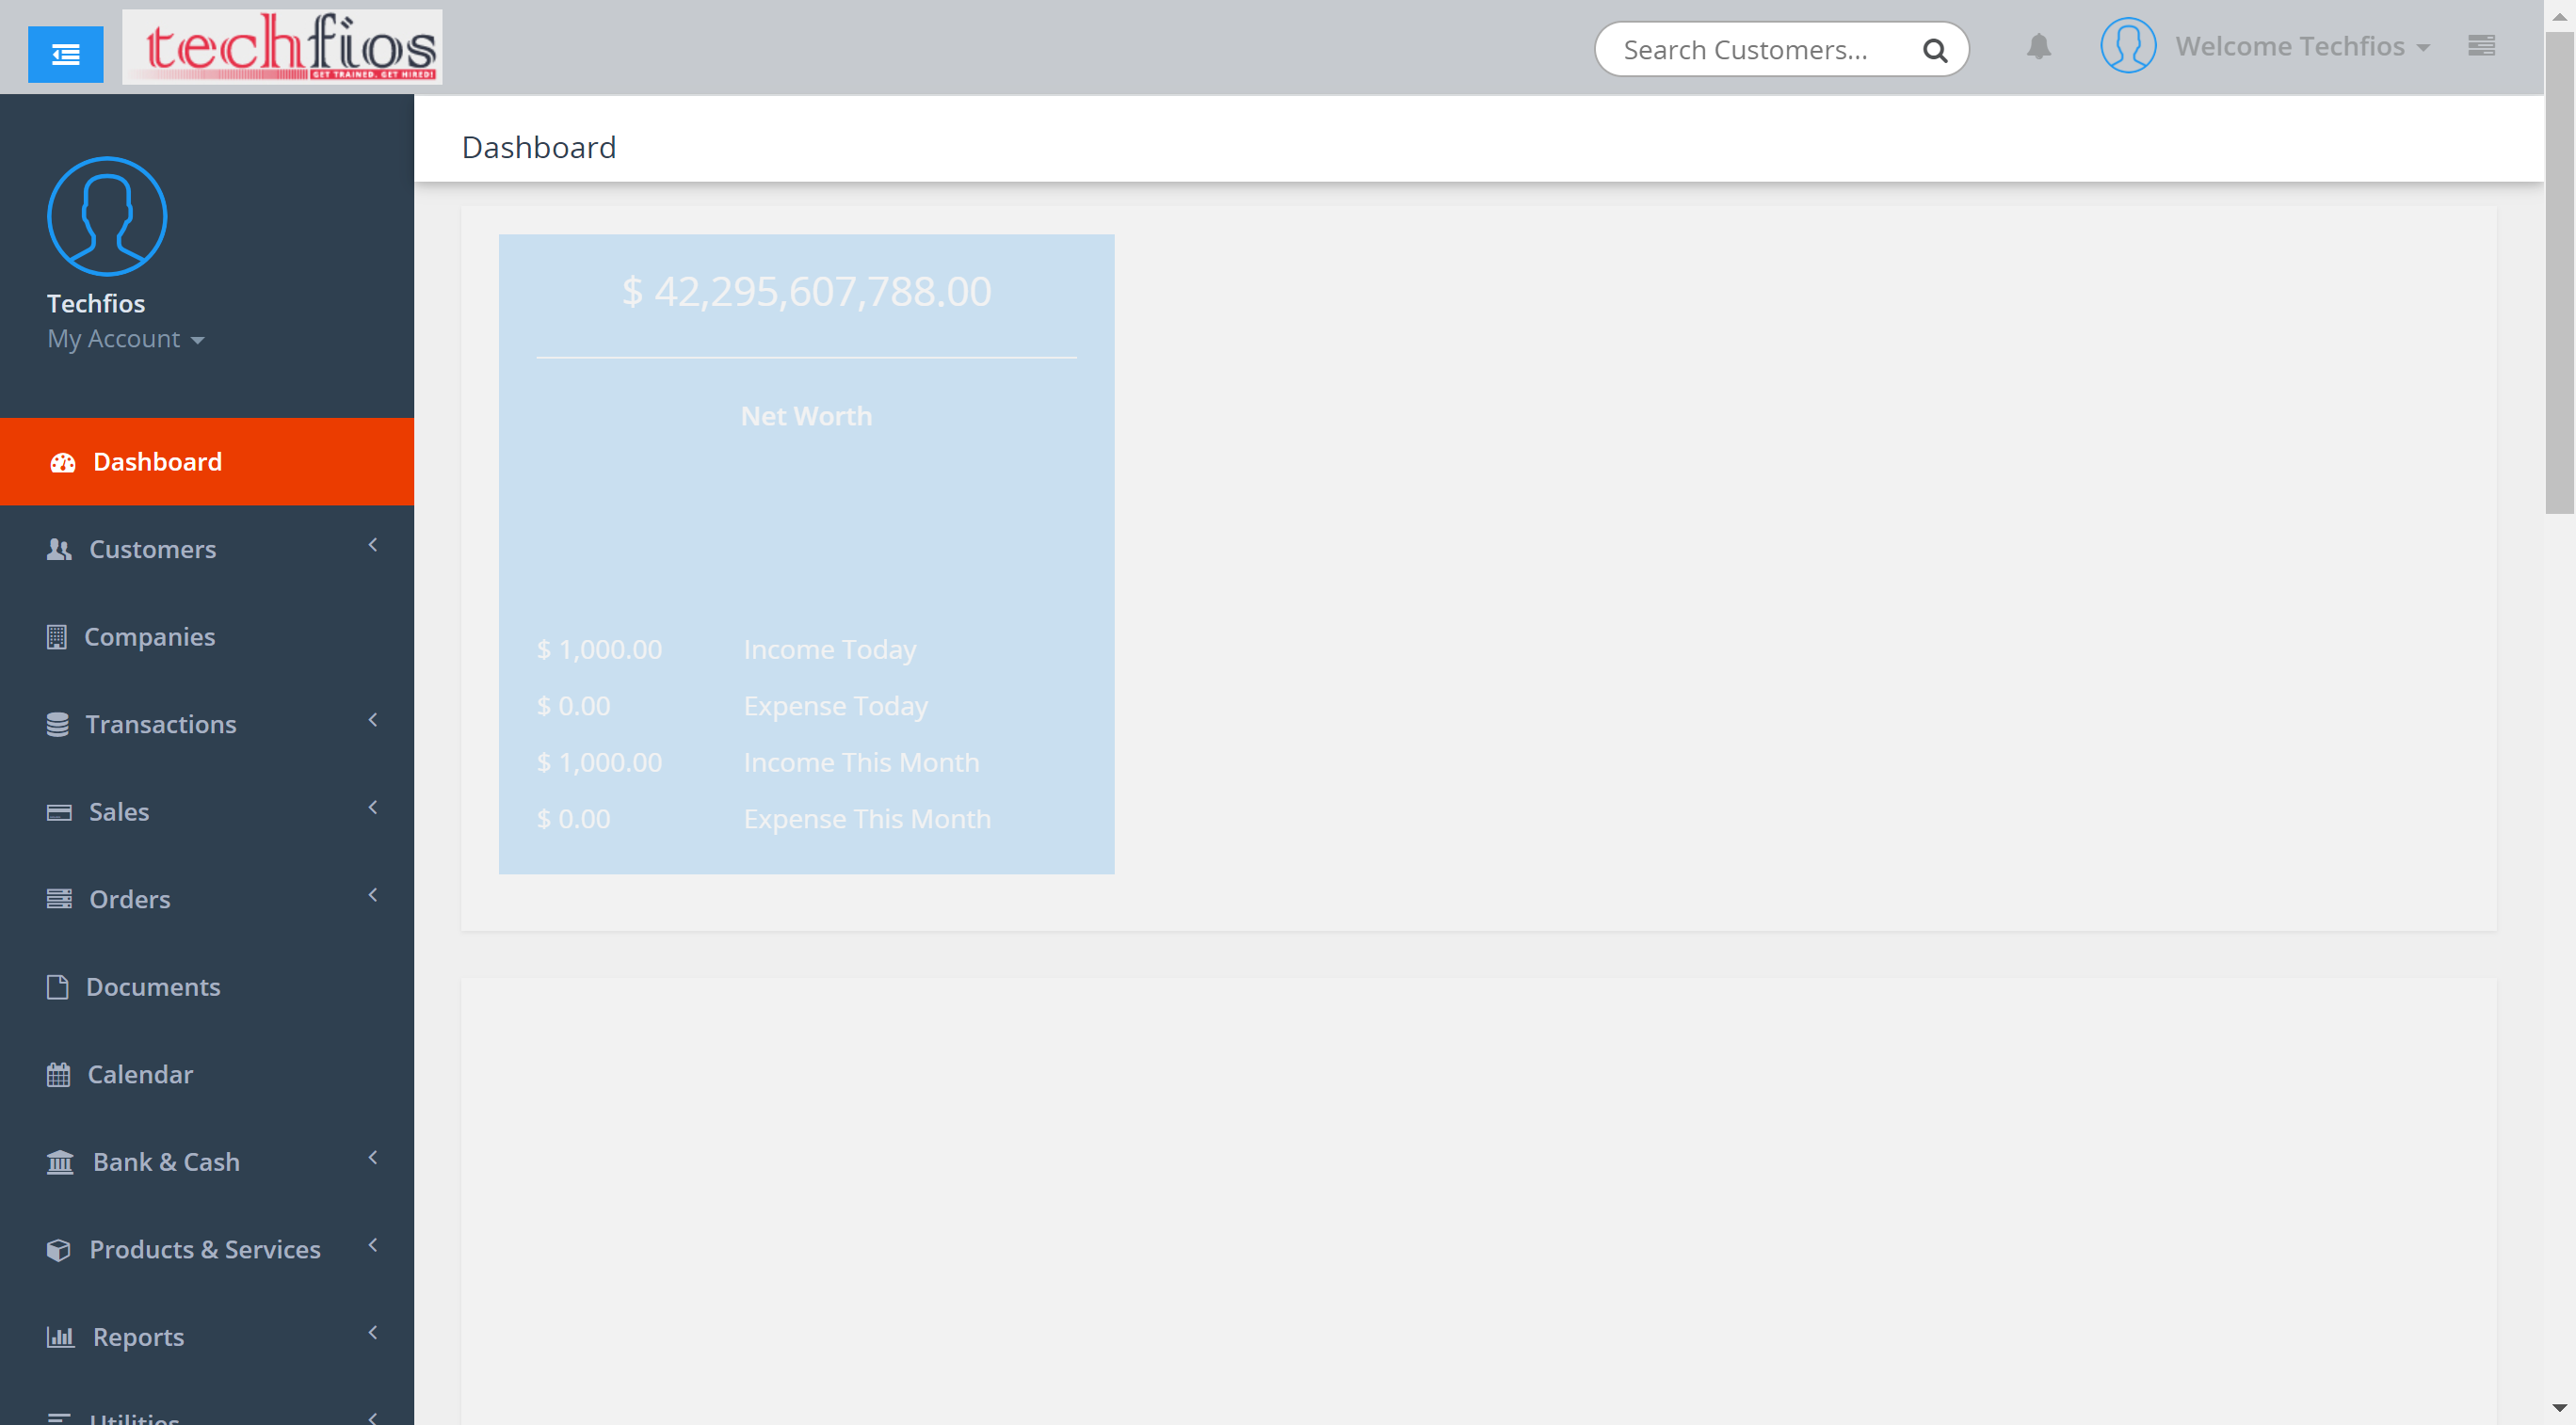 techfios
GET TRAINED. GET HIRED!
Search Customers...
Welcome Techfios
Techfios
My Account
Dashboard
Customers
Companies
Transactions
Sales
Orders
Documents
Calendar
Bank & Cash
Products & Services
Reports
Utilities
Dashboard
$ 42,295,607,788.00
Net Worth
$ 1,000.00 Income Today
$ 0.00 Expense Today
$ 1,000.00 Income This Month
$ 0.00 Expense This Month